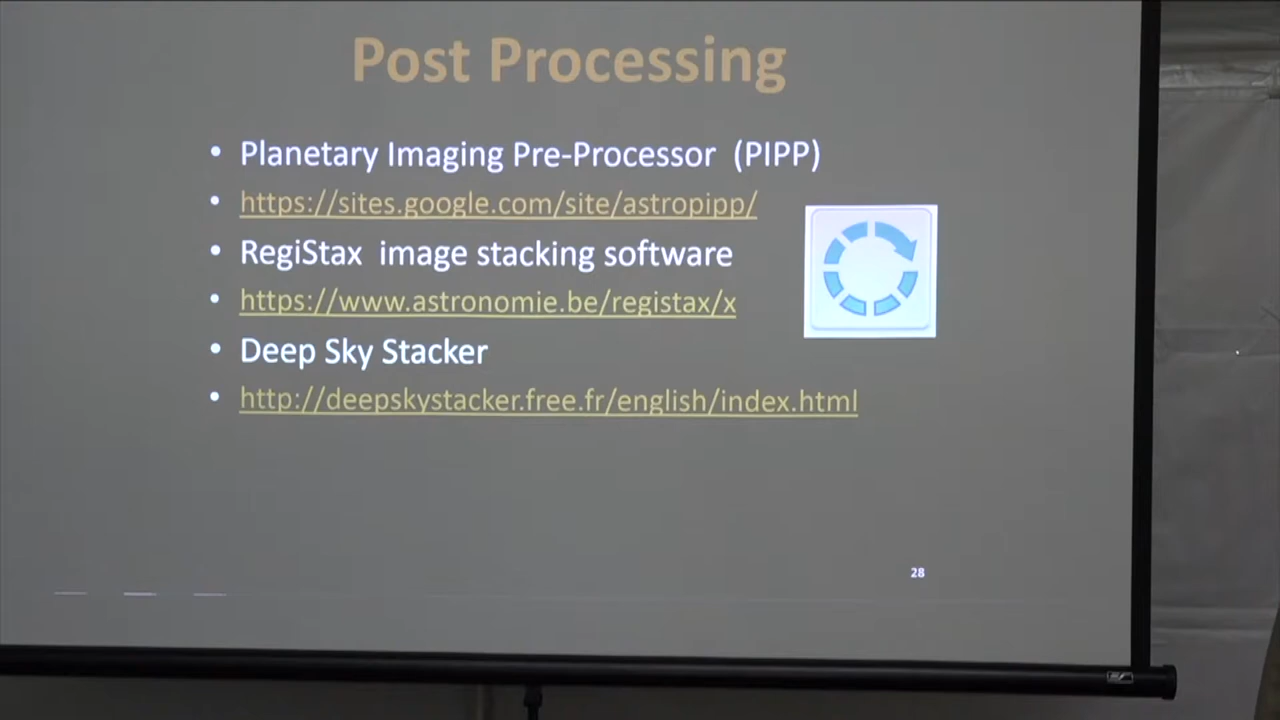 Post Processing
• Planetary Imaging Pre-Processor (PIPP)
• https://sites.google.com/site/astropipp/
• RegiStax image stacking software
• https://www.astronomie.be/registax/x
• Deep Sky Stacker
• http://deepskystacker.free.fr/english/index.html
28